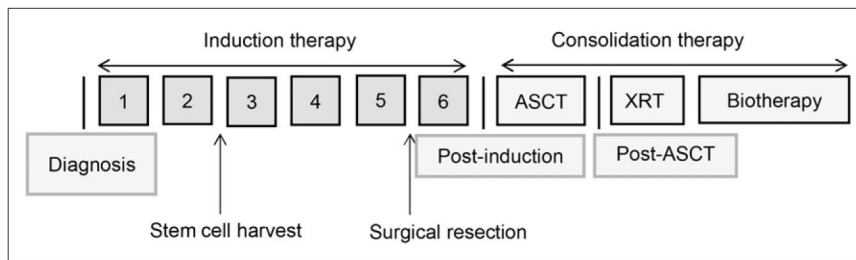 Induction therapy
Consolidation therapy
1 2 3 4 5 6 ASCT XRT Biotherapy
Diagnosis
Post-induction
Post-ASCT
Stem cell harvest
Surgical resection